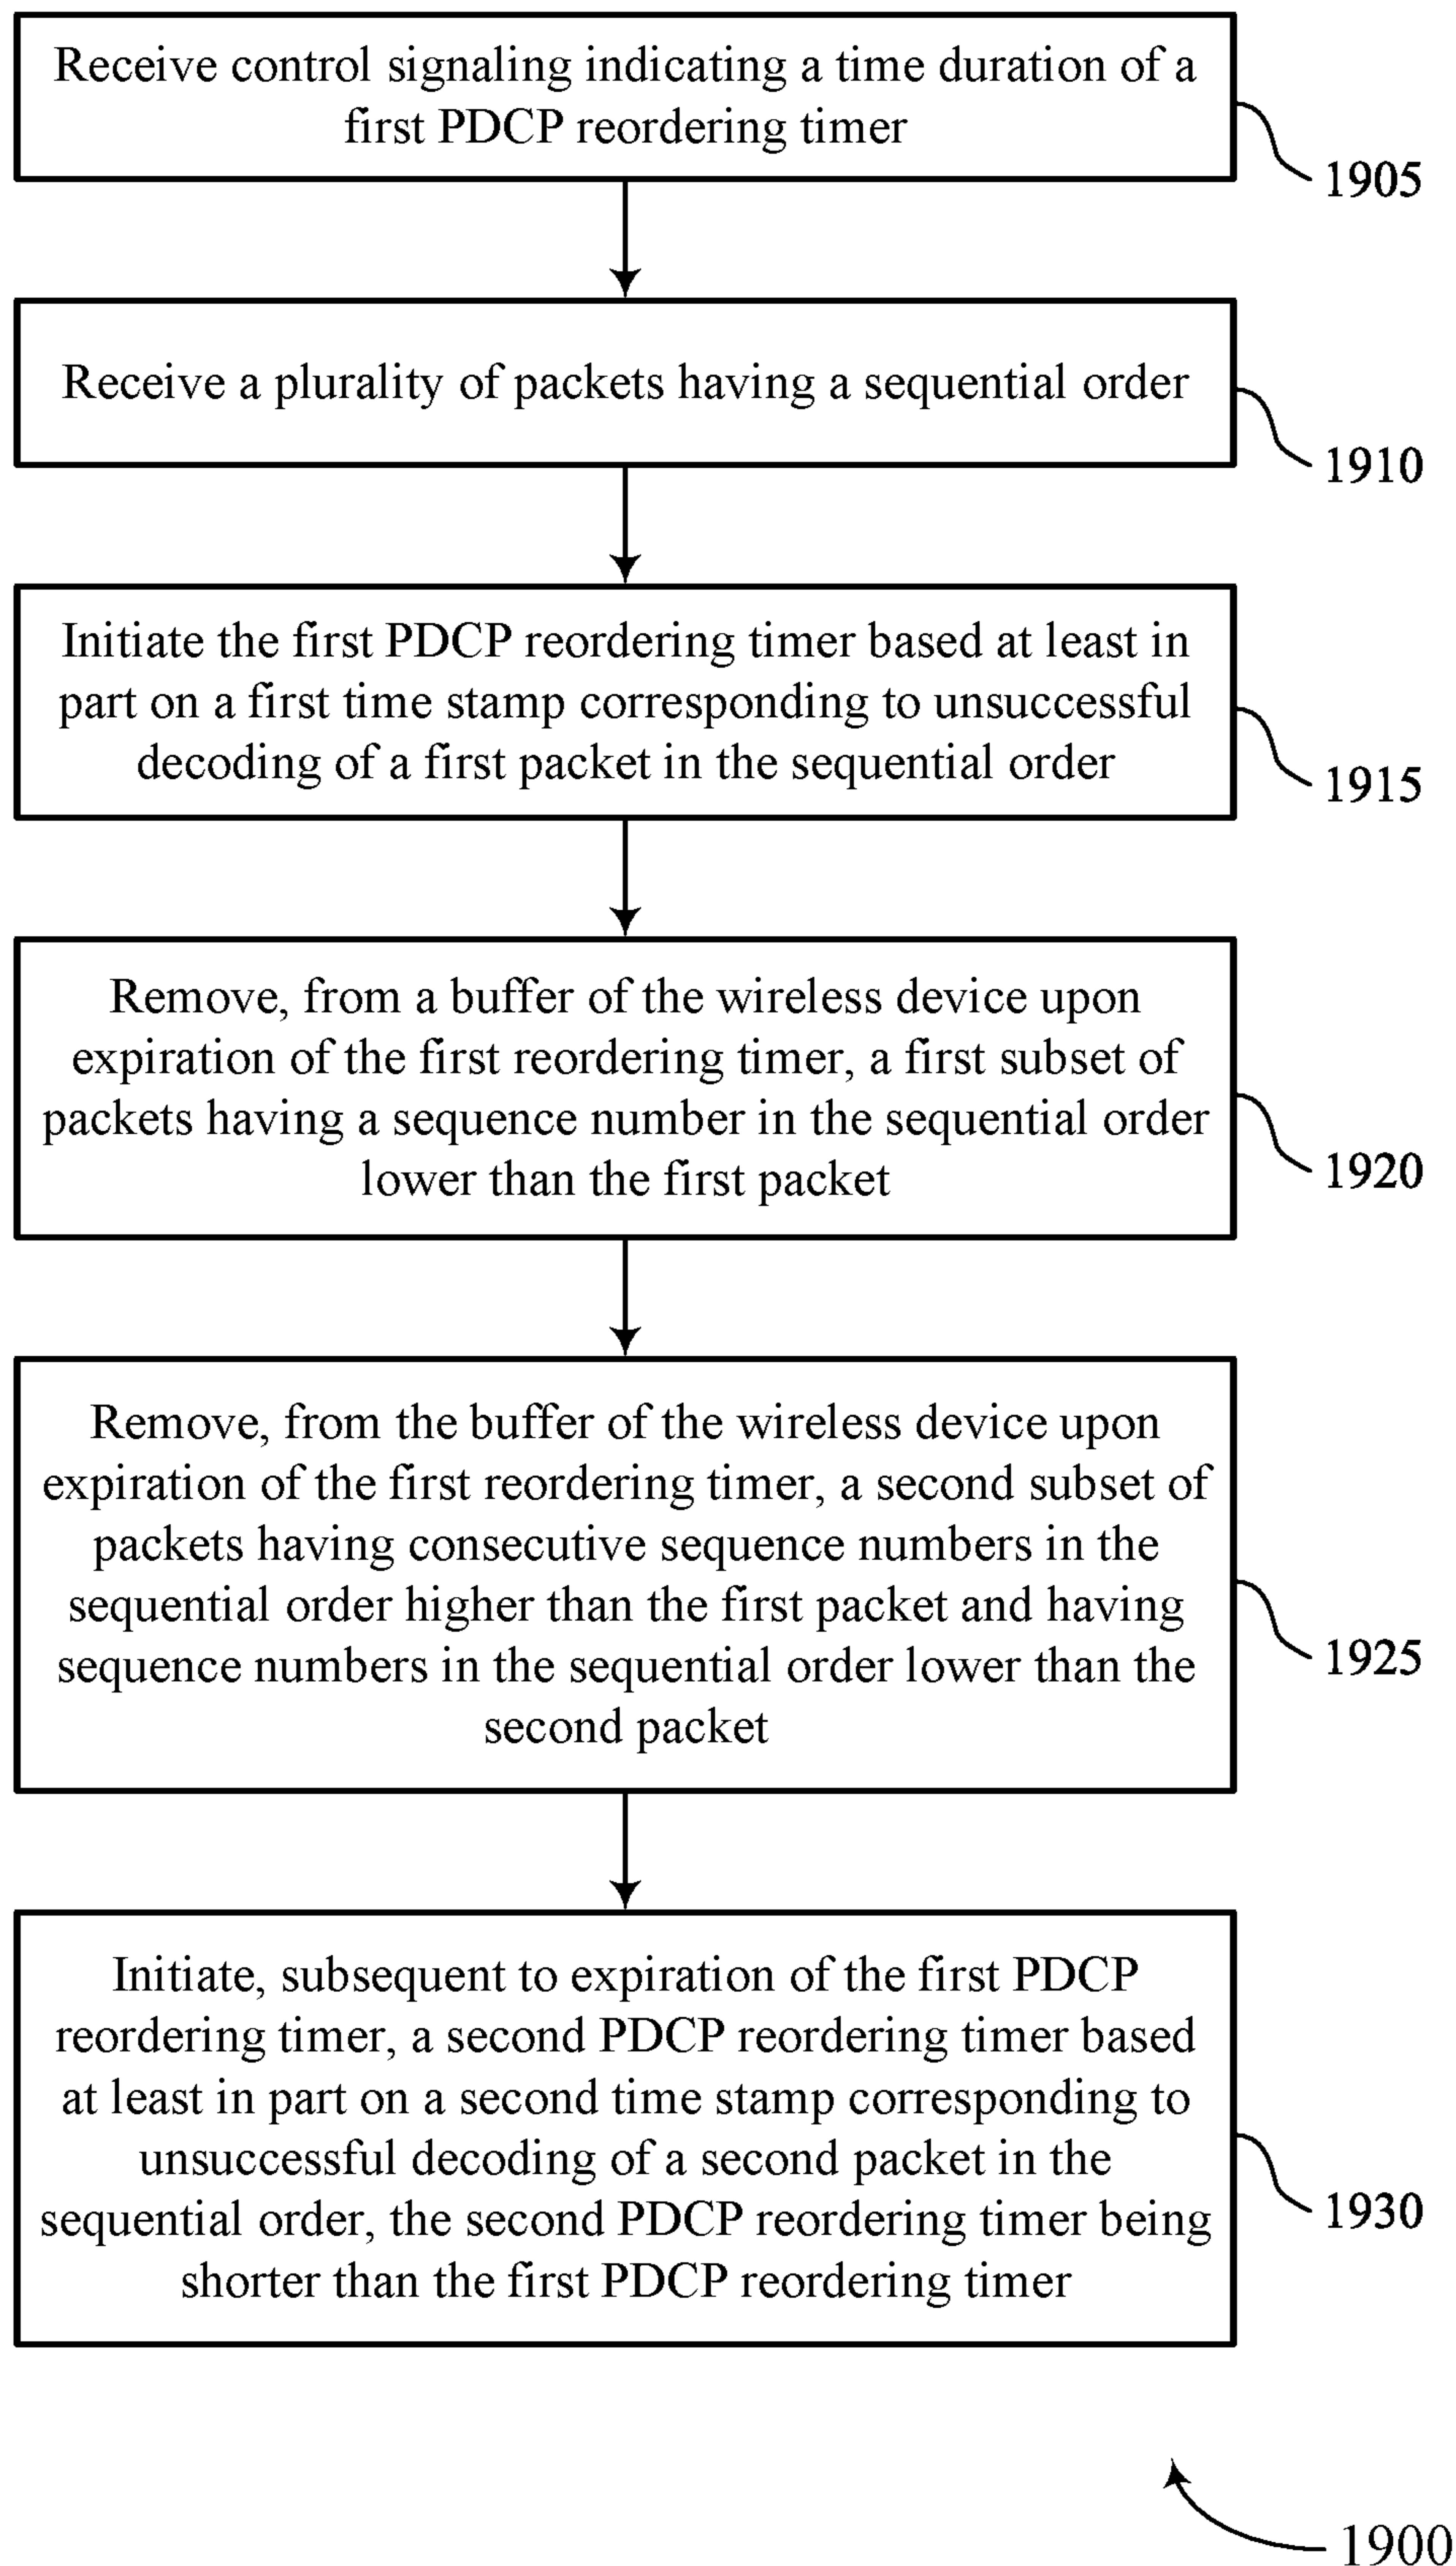 Receive control signaling indicating a time duration of a
first PDCP reordering timer
1905
Receive a plurality of packets having a sequential order
1910
Initiate the first PDCP reordering timer based at least in
part on a first time stamp corresponding to unsuccessful
decoding of a first packet in the sequential order
1915
Remove, from a buffer of the wireless device upon
expiration of the first reordering timer, a first subset of
packets having a sequence number in the sequential order
lower than the first packet
1920
Remove, from the buffer of the wireless device upon
expiration of the first reordering timer, a second subset of
packets having consecutive sequence numbers in the
sequential order higher than the first packet and having
sequence numbers in the sequential order lower than the
second packet
1925
Initiate, subsequent to expiration of the first PDCP
reordering timer, a second PDCP reordering timer based
at least in part on a second time stamp corresponding to
unsuccessful decoding of a second packet in the
sequential order, the second PDCP reordering timer being
shorter than the first PDCP reordering timer
1930
1900